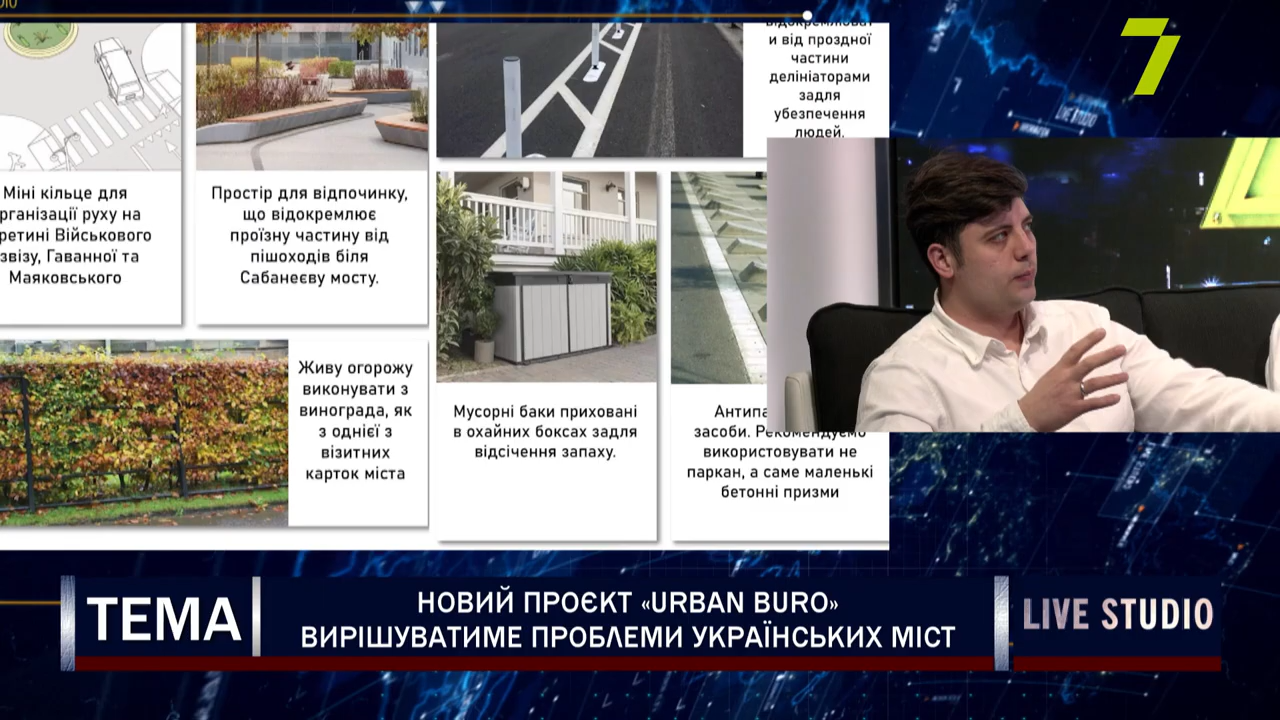 7
и від проздної
частини
делініаторами
задля
убезпечення
людей.
Міні кільце для
рганізації руху на
ретині Військового
звізу, Гаванної та
Маяковського
Простір для відпочинку,
що відокремлює
проїзну частину від
пішоходів біля
Сабанеєву мосту.
Живу огорожу
виконувати з
винограда, як
з однієї з
візитних
карток міста
Мусорні баки приховані
в охайних боксах задля
відсічення запаху.
засоби. Рекомендуємо
використовувати не
паркан, а саме маленькі
бетонні призми
ТЕМА
НОВИЙ ПРОЄКТ «URBAN BURO»
ВИРІШУВАТИМЕ ПРОБЛЕМИ УКРАЇНСЬКИХ МІСТ
LIVE STUDIO